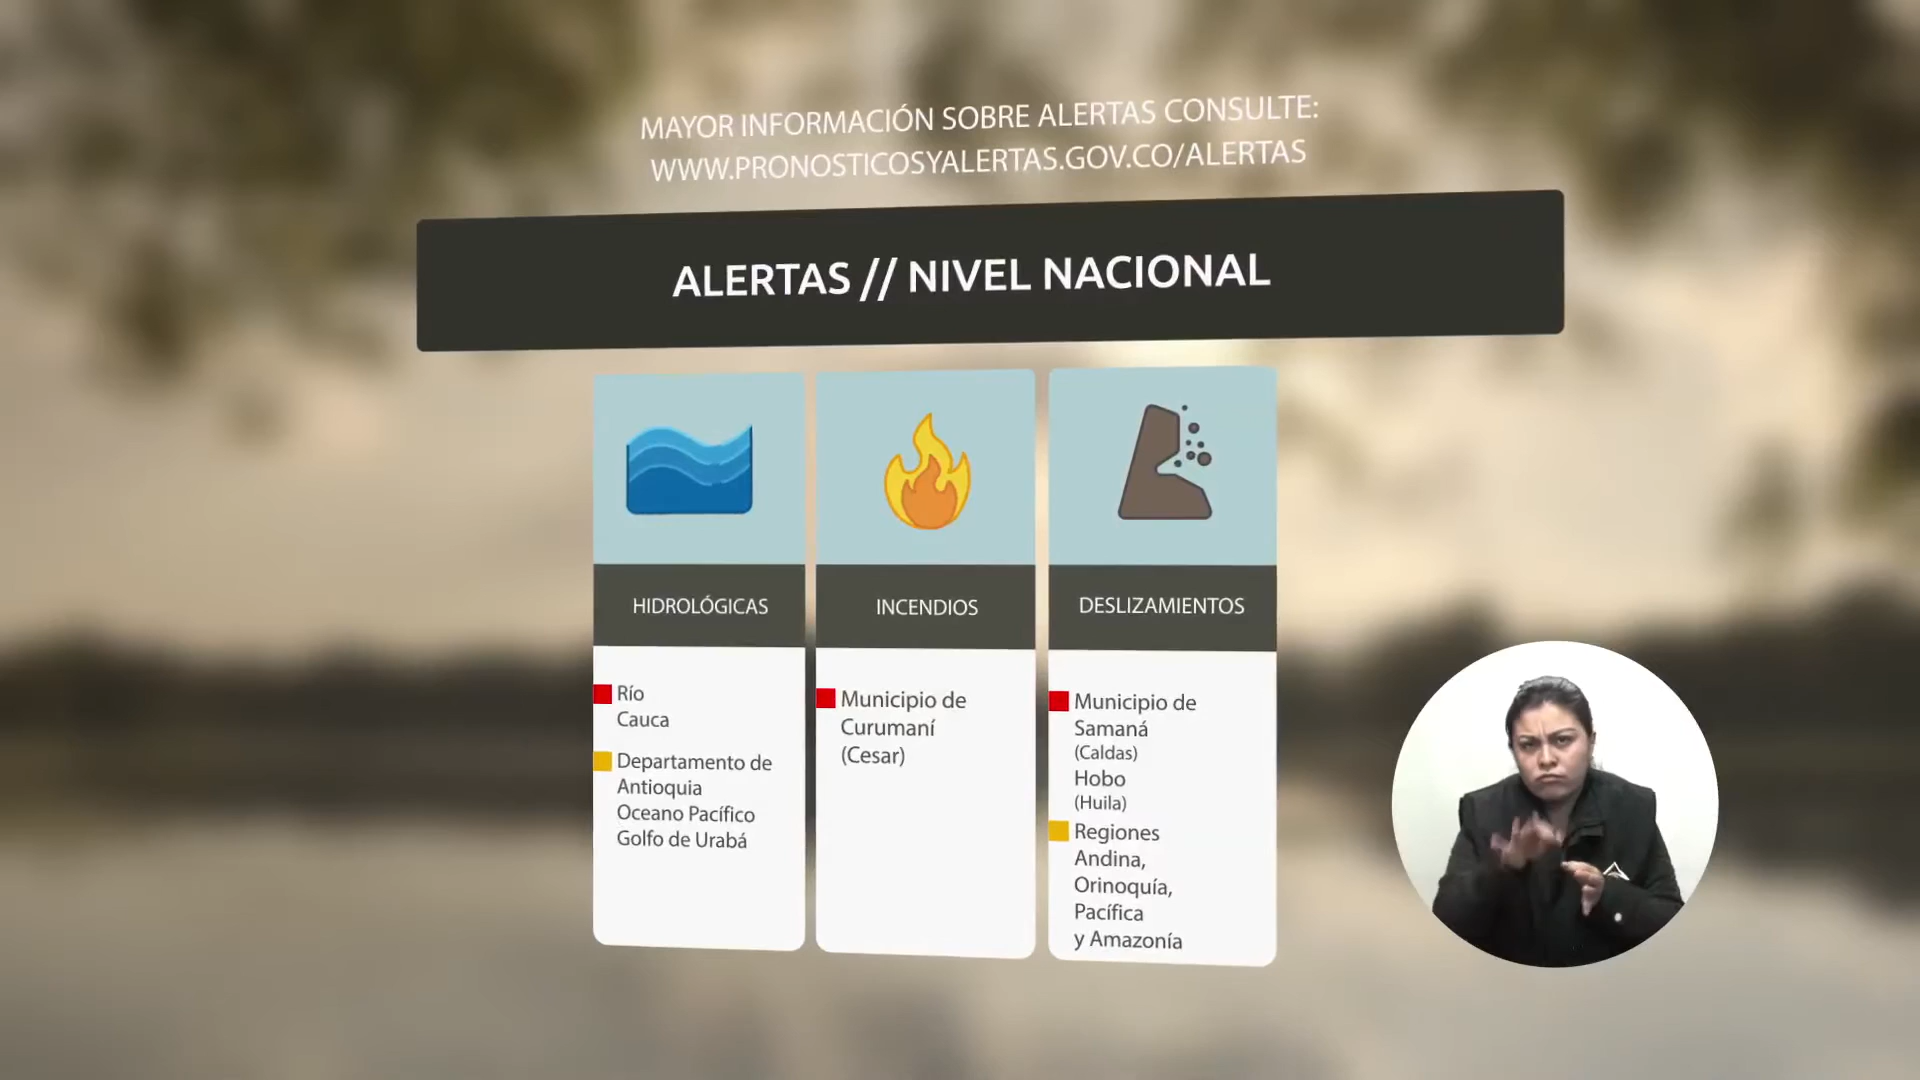 MAYOR INFORMACIÓN SOBRE ALERTAS CONSULTE:
WWW.PRONOSTICOSYALERTAS.GOV.CO/ALERTAS
ALERTAS // NIVEL NACIONAL
HIDROLÓGICAS
Río
Cauca
Departamento de
Antioquia
Oceano Pacífico
Golfo de Urabá
INCENDIOS
Municipio de
Curumaní
(Cesar)
DESLIZAMIENTOS
Municipio de
Samaná
(Caldas)
Hobo
(Huila)
Regiones
Andina,
Orinoquía,
Pacífica
y Amazonía